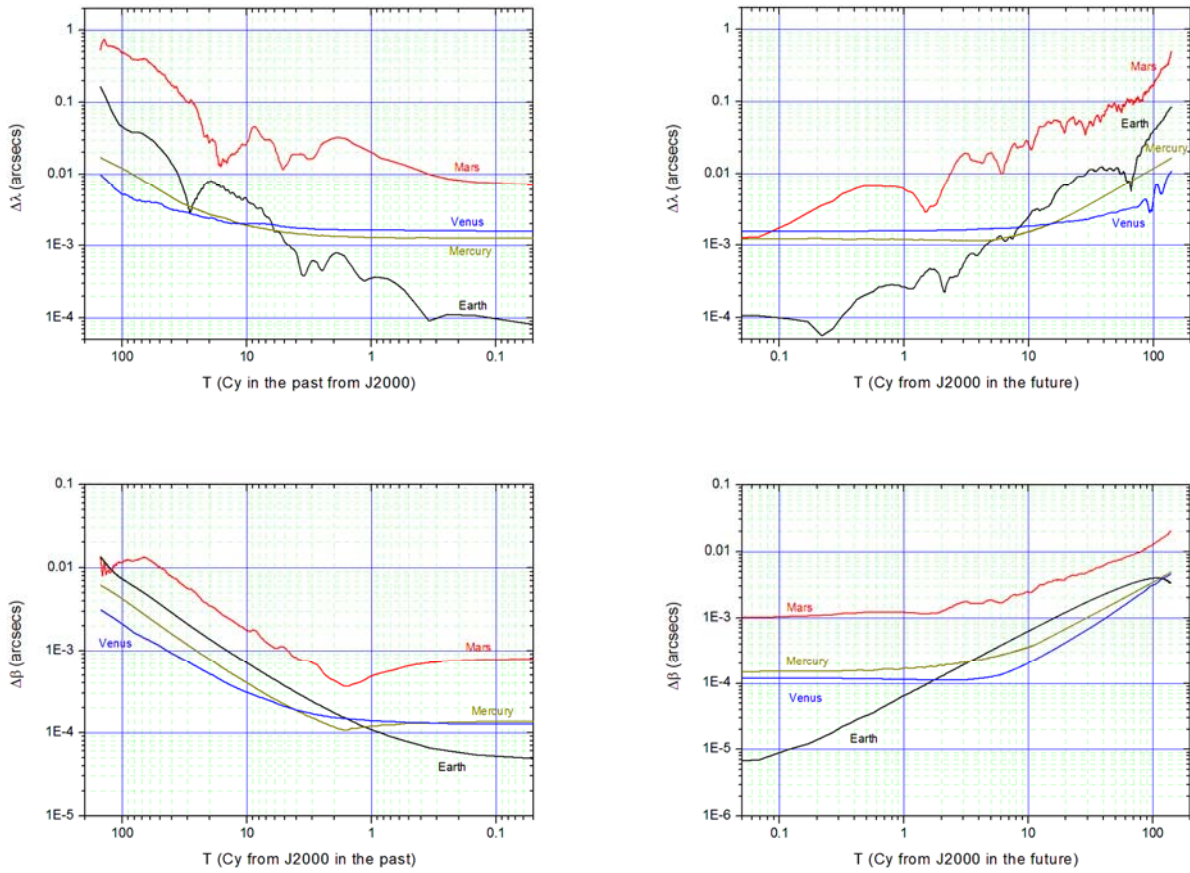 1
0.1
0.01
1E-3
1E-4
Δλ (arcsecs)
Mars
Venus
Mercury
Earth
100
10
1
0.1
T (Cy in the past from J2000)
1
0.1
0.01
1E-3
1E-4
Δλ (arcsecs)
Mars
Earth
Mercury
Venus
0.1
1
10
100
T (Cy from J2000 in the future)
0.1
0.01
1E-3
1E-4
1E-5
Δβ (arcsecs)
Venus
Mars
Mercury
Earth
100
10
1
0.1
T (Cy from J2000 in the past)
0.1
0.01
1E-3
1E-4
1E-5
1E-6
Δβ (arcsecs)
Mars
Mercury
Venus
Earth
0.1
1
10
100
T (Cy from J2000 in the future)